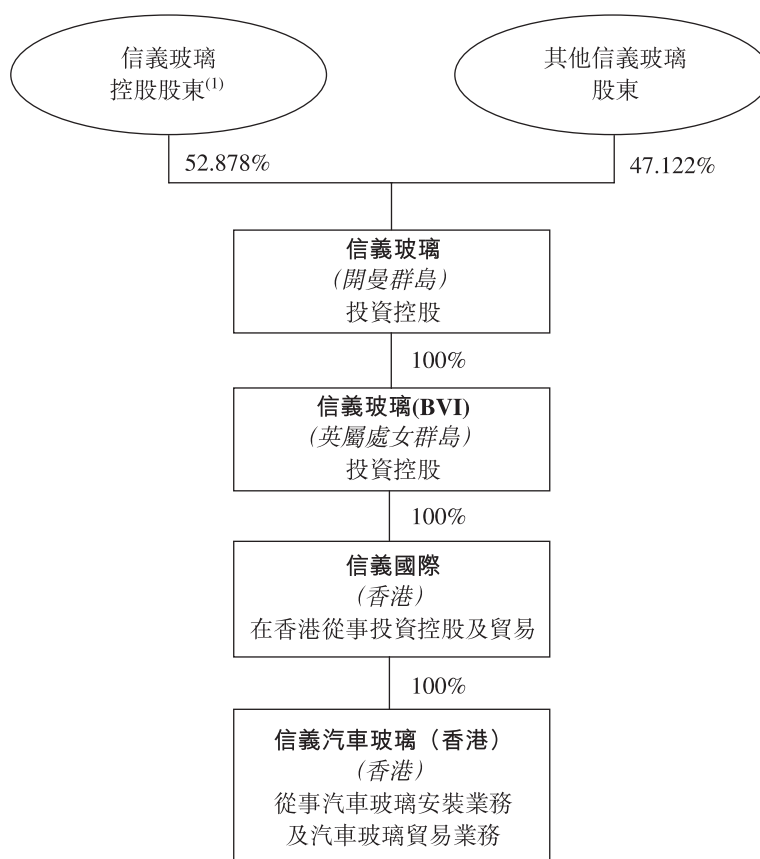 信義玻璃
控股股東(1)
其他信義玻璃
股東
52.878%
47.122%
信義玻璃
(開曼群島)
投資控股
100%
信義玻璃(BVI)
(英屬處女群島)
投資控股
100%
信義國際
(香港)
在香港從事投資控股及貿易
100%
信義汽車玻璃（香港）
(香港)
從事汽車玻璃安裝業務
及汽車玻璃貿易業務